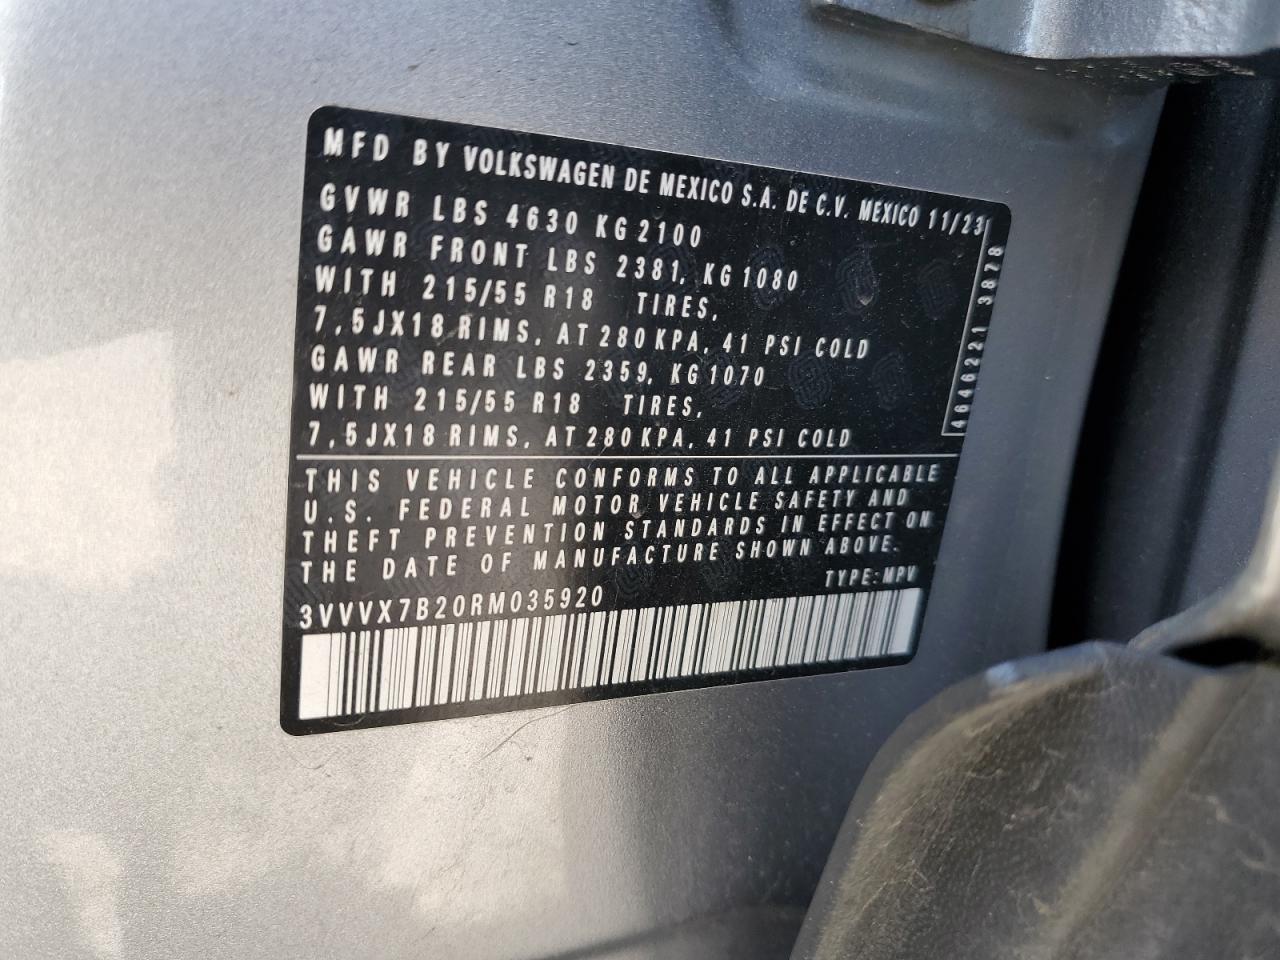 MFD BY VOLKSWAGEN DE MEXICO S.A. DE C.V. MEXICO 11/23
GVWR LBS 4630 KG 2100
GAWR FRONT LBS 2381, KG 1080
WITH 215/55 R18 TIRES,
7,5JX18 RIMS, AT 280 KPA, 41 PSI COLD
GAWR REAR LBS 2359, KG 1070
WITH 215/55 R18 TIRES,
7,5JX18 RIMS, AT 280 KPA, 41 PSI COLD
4646221 3828
THIS VEHICLE CONFORMS TO ALL APPLICABLE
U.S. FEDERAL MOTOR VEHICLE SAFETY AND
THEFT PREVENTION STANDARDS IN EFFECT ON
THE DATE OF MANUFACTURE SHOWN ABOVE.
TYPE:MPV
3VVVX7B20RM035920